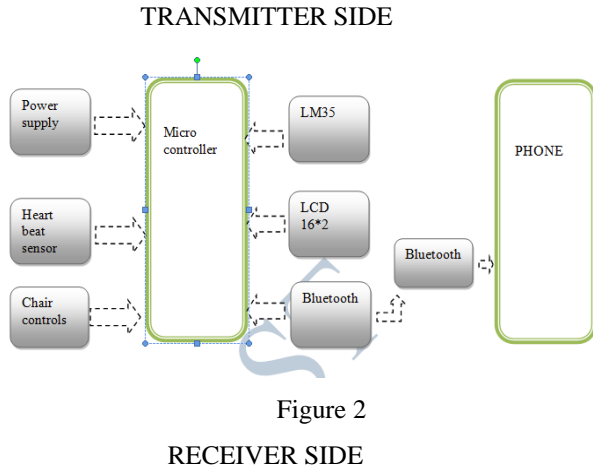 TRANSMITTER SIDE
Power
supply
Micro
controller
LM35
PHONE
Heart
beat
sensor
LCD
16*2
Bluetooth
Chair
controls
Bluetooth
Figure 2
RECEIVER SIDE